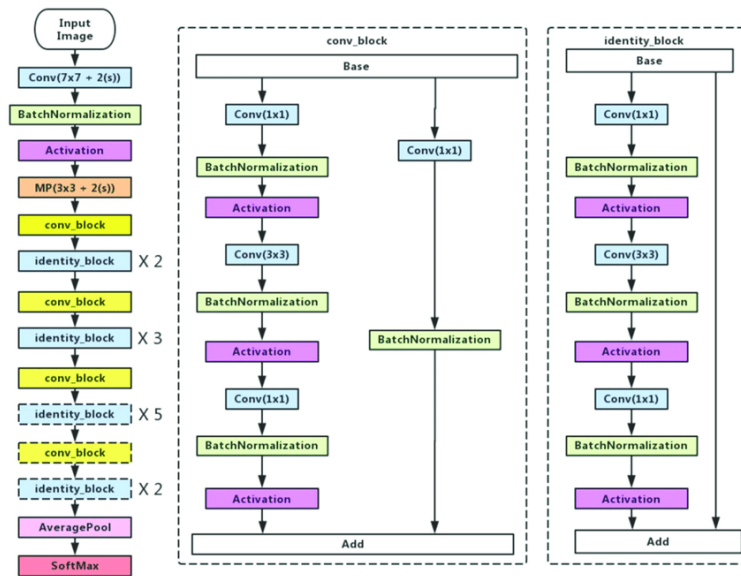 Input
Image
Conv(7x7 + 2(s))
BatchNormalization
Activation
MP(3x3 + 2(s))
conv_block
identity_block X 2
conv_block
identity_block X 3
conv_block
identity_block X 5
conv_block
identity_block X 2
AveragePool
SoftMax
conv_block
Base
Conv(1x1)
BatchNormalization
Activation
Conv(3x3)
BatchNormalization
Activation
Conv(1x1)
BatchNormalization
Activation
Conv(1x1)
BatchNormalization
Add
identity_block
Base
Conv(1x1)
BatchNormalization
Activation
Conv(3x3)
BatchNormalization
Activation
Conv(1x1)
BatchNormalization
Activation
Add